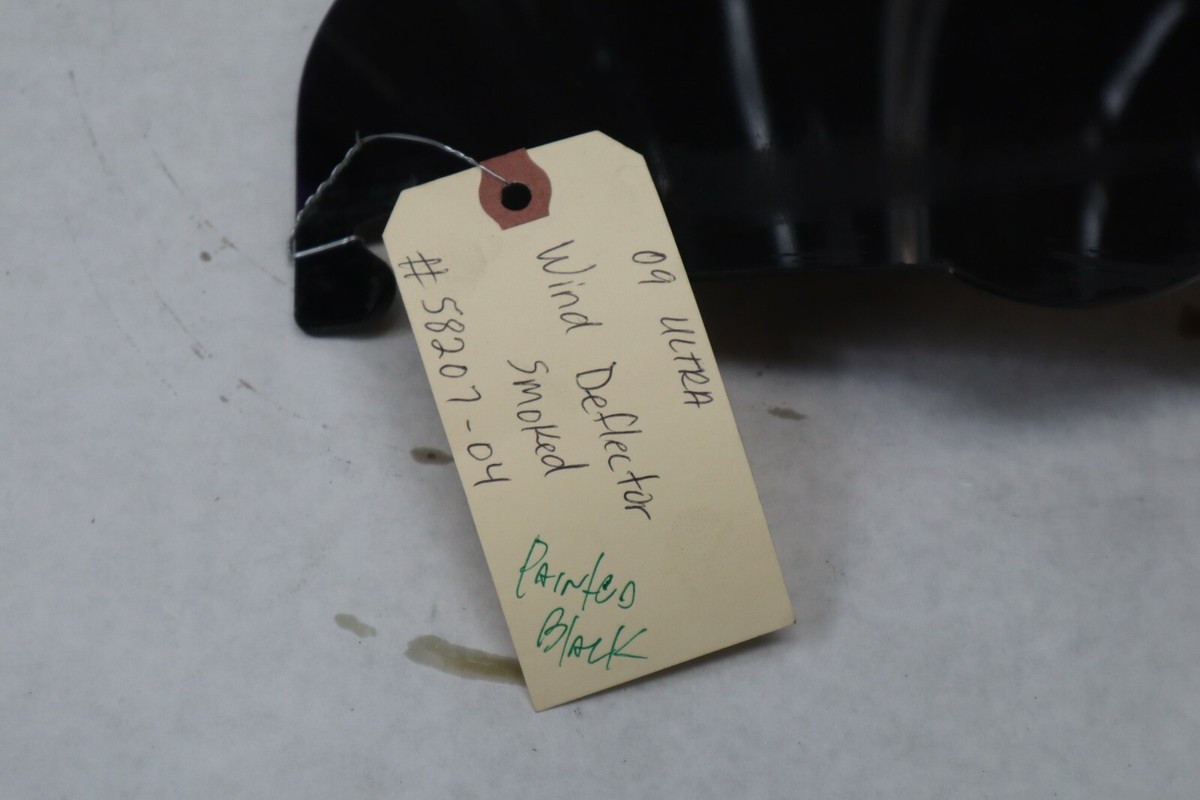 09 ULTRA
Wind Deflector
Smoked
#58207-04
PAINTED
BLACK